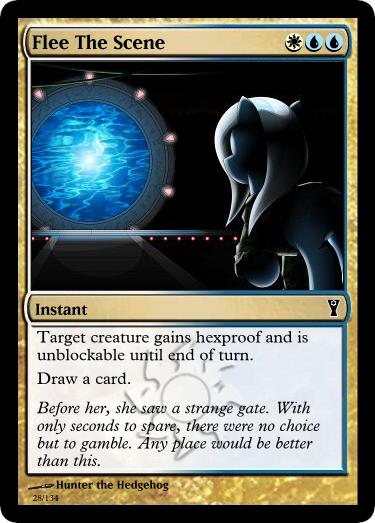 Flee The Scene
Instant
Target creature gains hexproof and is
unblockable until end of turn.
Draw a card.
Before her, she saw a strange gate. With
only seconds to spare, there were no choice
but to gamble. Any place would be better
than this.
Hunter the Hedgehog
28/134